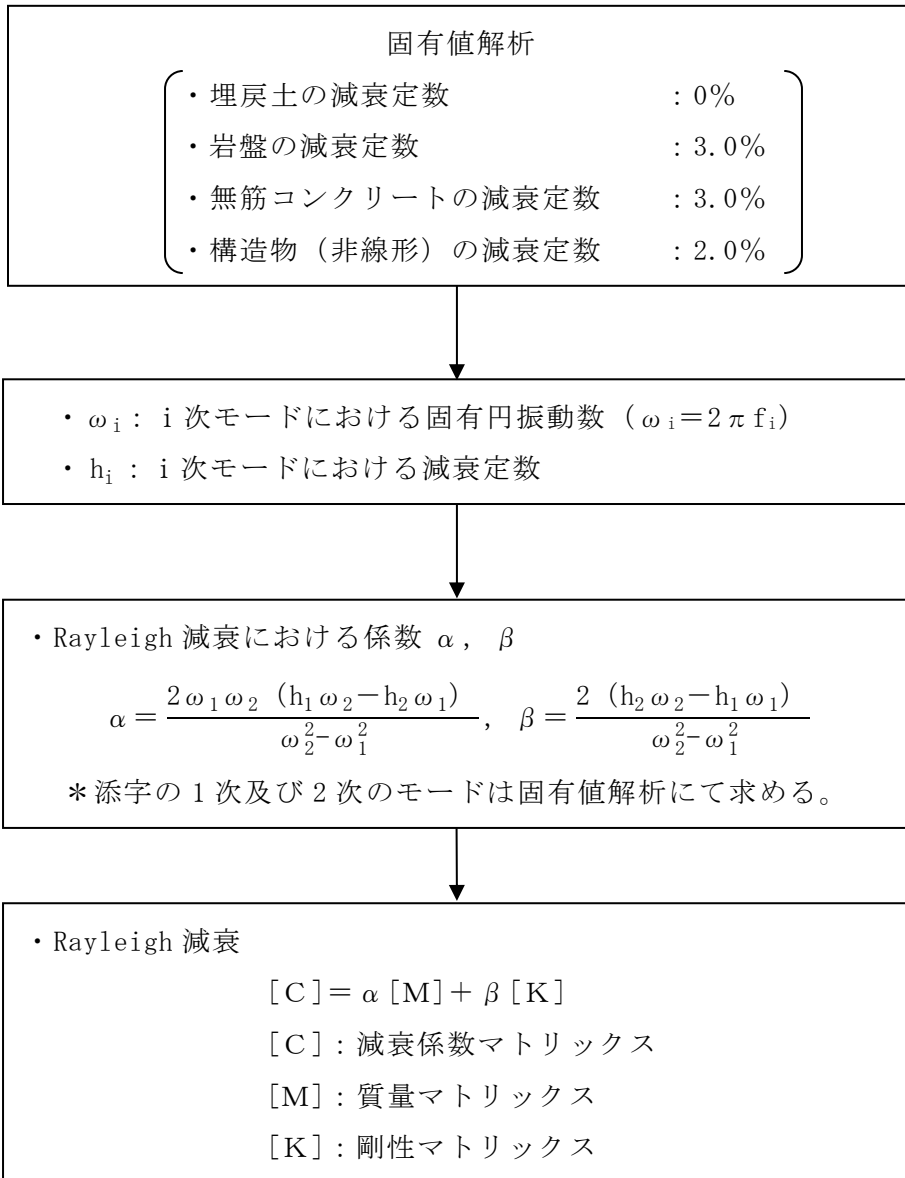 固有値解析
・埋戻土の減衰定数 : 0%
・岩盤の減衰定数 : 3.0%
・無筋コンクリートの減衰定数 : 3.0%
・構造物（非線形）の減衰定数 : 2.0%
・ωi： i次モードにおける固有円振動数（ωi＝2πfi）
・hi： i次モードにおける減衰定数
・Rayleigh減衰における係数 α, β
α＝2ω1ω2（h1ω2－h2ω1）/ω2^2－ω1^2, β＝2（h2ω2－h1ω1）/ω2^2－ω1^2
＊添字の1次及び2次のモードは固有値解析にて求める。
・Rayleigh減衰
[C]＝α[M]＋β[K]
[C]：減衰係数マトリックス
[M]：質量マトリックス
[K]：剛性マトリックス